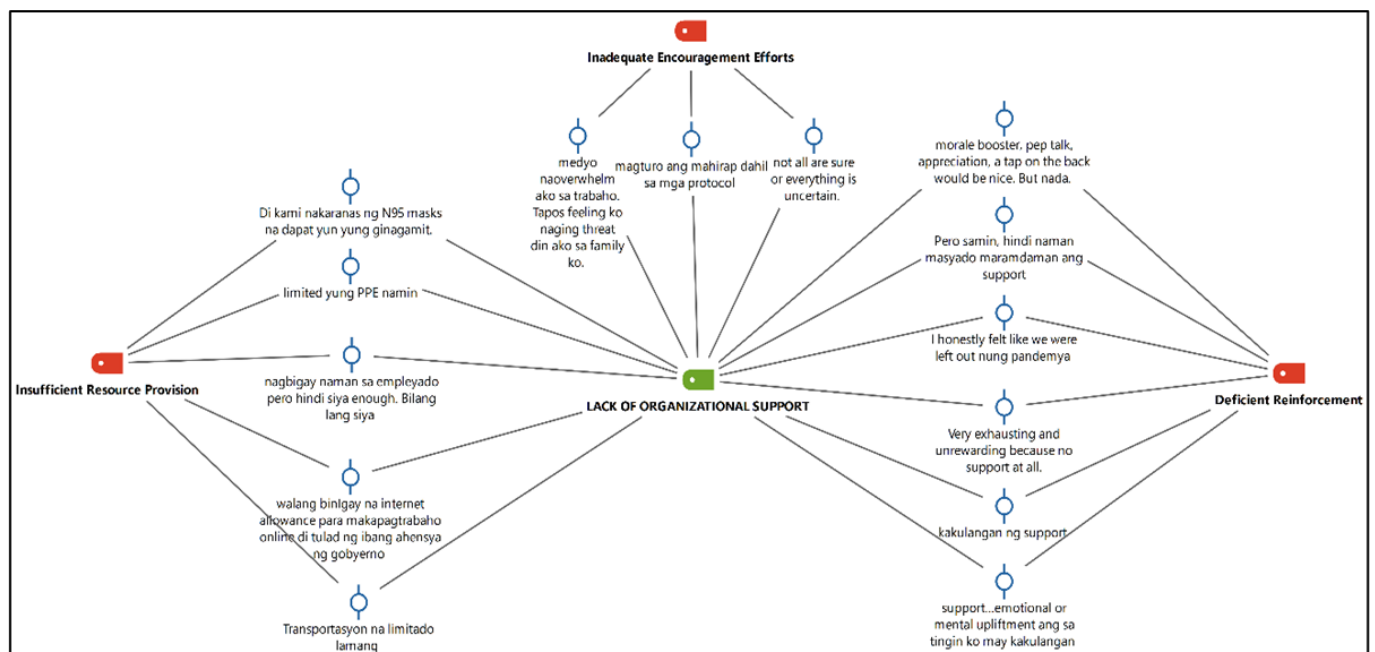 Inadequate Encouragement Efforts
medyo
naoverwhelm
ako sa trabaho.
Tapos feeling ko
naging threat
din ako sa family
ko.
magturo ang mahirap dahil
sa mga protocol
not all are sure
or everything is
uncertain.
Di kami nakaranas ng N95 masks
na dapat yun yung ginagamit.
limited yung PPE namin
Insufficient Resource Provision
nagbigay naman sa empleyado
pero hindi siya enough. Bilang
lang siya
walang binigay na internet
allowance para makapagtrabaho
online di tulad ng ibang ahensya
ng gobyerno
Transportasyon na limitado
lamang
LACK OF ORGANIZATIONAL SUPPORT
morale booster. pep talk,
appreciation, a tap on the back
would be nice. But nada.
Pero samin, hindi naman
masyado maramdaman ang
support
I honestly felt like we were
left out nung pandemya
Deficient Reinforcement
Very exhausting and
unrewarding because no
support at all.
kakulangan ng support
support...emotional or
mental upliftment ang sa
tingin ko may kakulangan